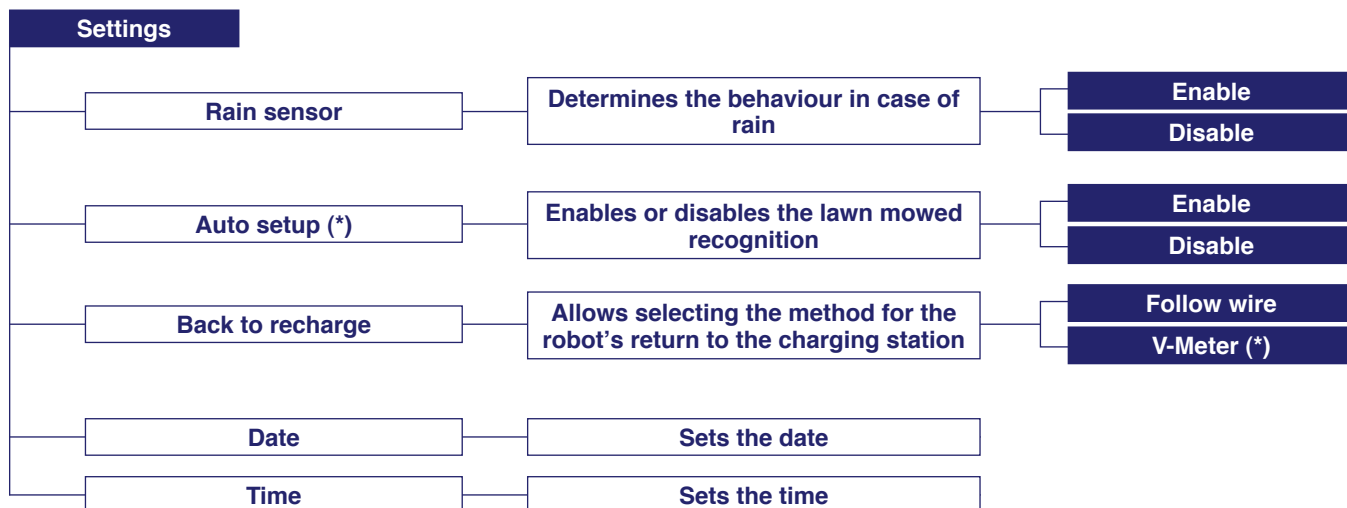 Settings
Rain sensor
Determines the behaviour in case of
rain
Enable
Disable
Auto setup (*)
Enables or disables the lawn mowed
recognition
Enable
Disable
Back to recharge
Allows selecting the method for the
robot's return to the charging station
Follow wire
V-Meter (*)
Date
Sets the date
Time
Sets the time